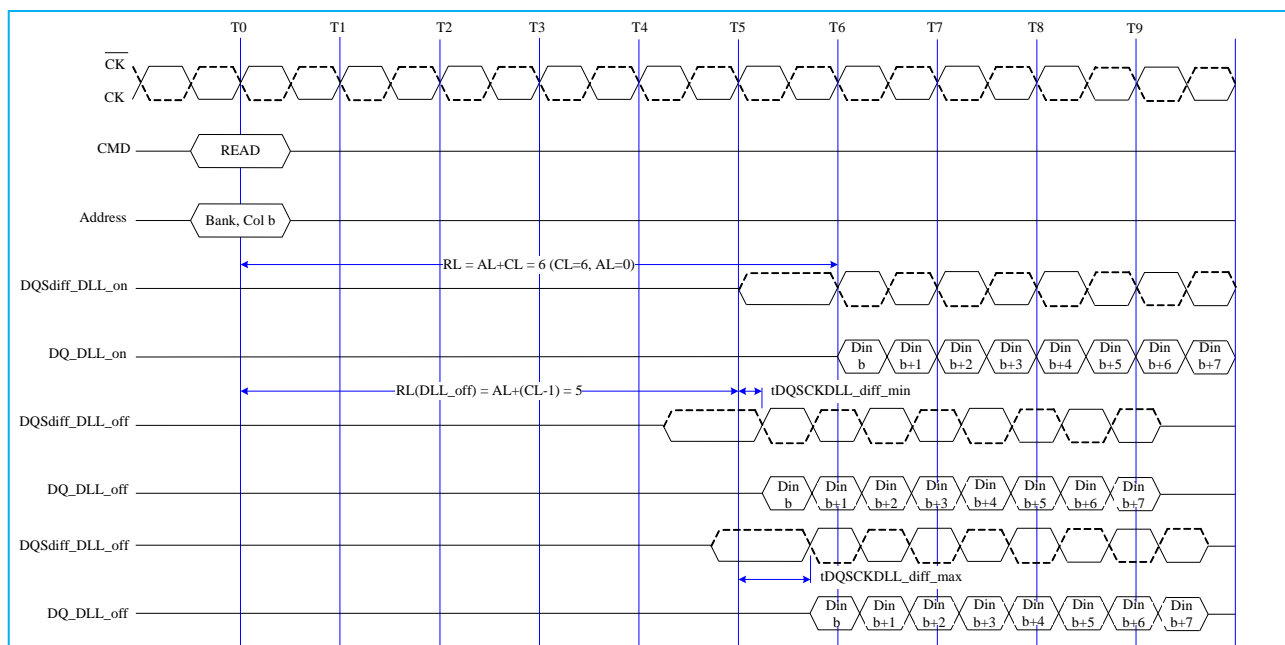 T0 T1 T2 T3 T4 T5 T6 T7 T8 T9
CK
CK
CMD READ
Address Bank, Col b
RL = AL+CL = 6 (CL=6, AL=0)
DQSdiff_DLL_on
DQ_DLL_on Din b Din b+1 Din b+2 Din b+3 Din b+4 Din b+5 Din b+6 Din b+7
RL(DLL_off) = AL+(CL-1) = 5 tDQSCKDLL_diff_min
DQSdiff_DLL_off
DQ_DLL_off Din b Din b+1 Din b+2 Din b+3 Din b+4 Din b+5 Din b+6 Din b+7
DQSdiff_DLL_off
tDQSCKDLL_diff_max
DQ_DLL_off Din b Din b+1 Din b+2 Din b+3 Din b+4 Din b+5 Din b+6 Din b+7